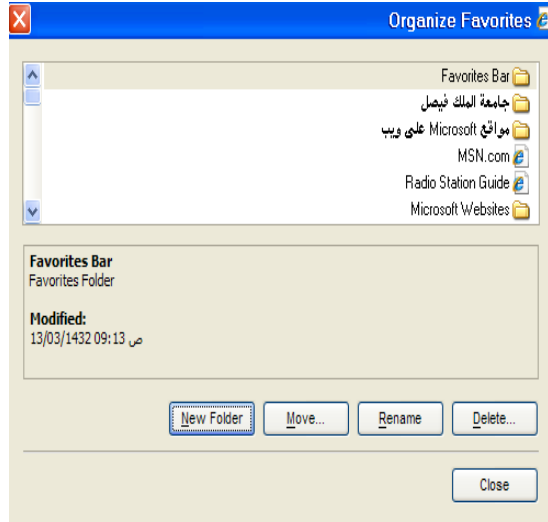 Organize Favorites
Favorites Bar
جامعة الملك فيصل
مواقع Microsoft على ويب
MSN.com
Radio Station Guide
Microsoft Websites
Favorites Bar
Favorites Folder
Modified:
13/03/1432 09:13 ص
New Folder Move... Rename Delete...
Close